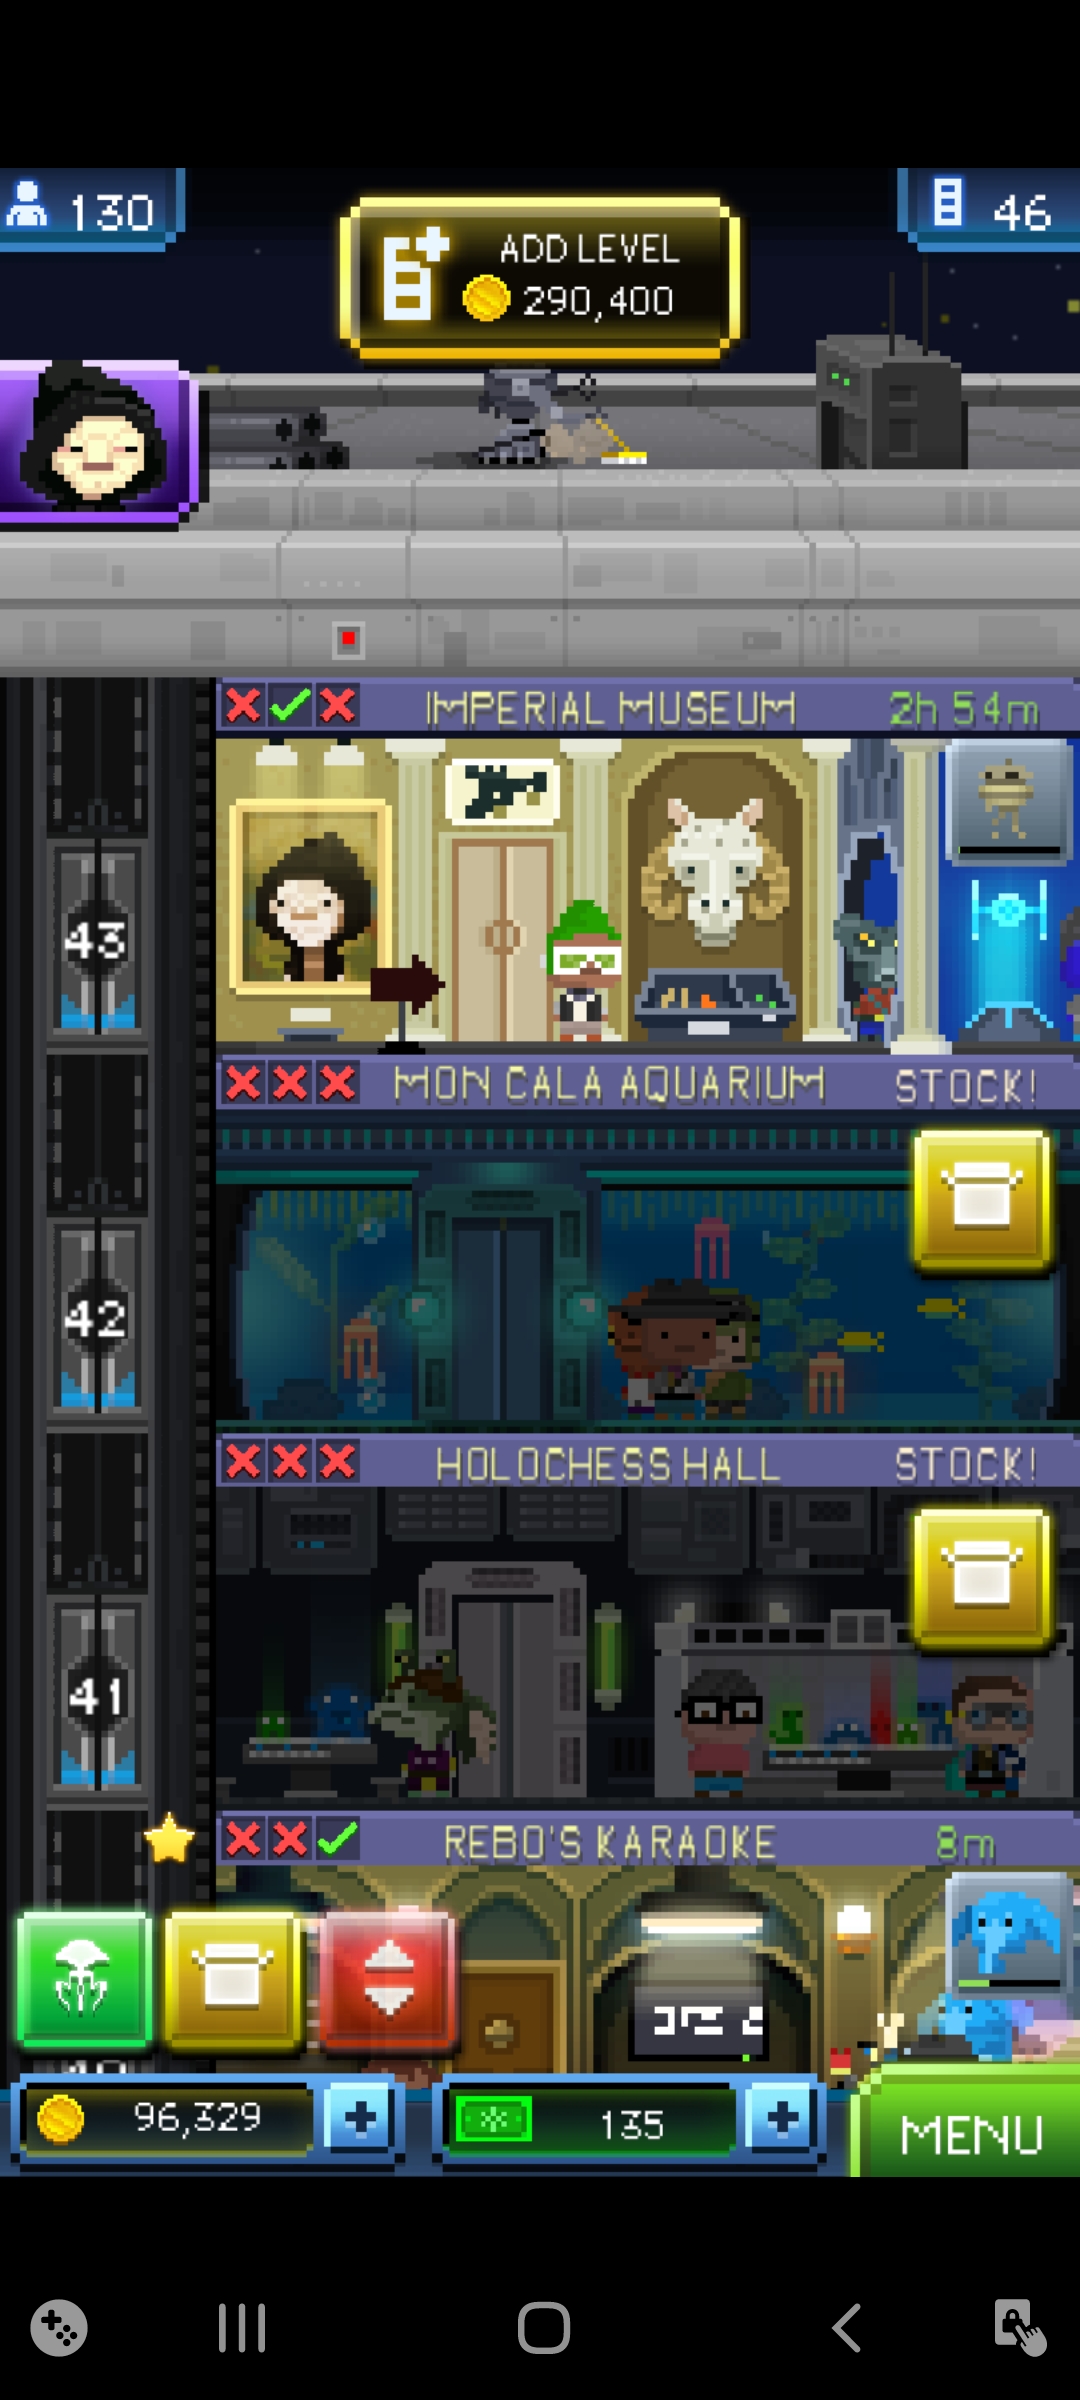 130
ADD LEVEL
290,400
46
IMPERIAL MUSEUM 2h 54m
43
MON CALA AQUARIUM STOCK!
42
HOLOCHESS HALL STOCK!
41
REBO'S KARAOKE 8m
96,329
135
MENU